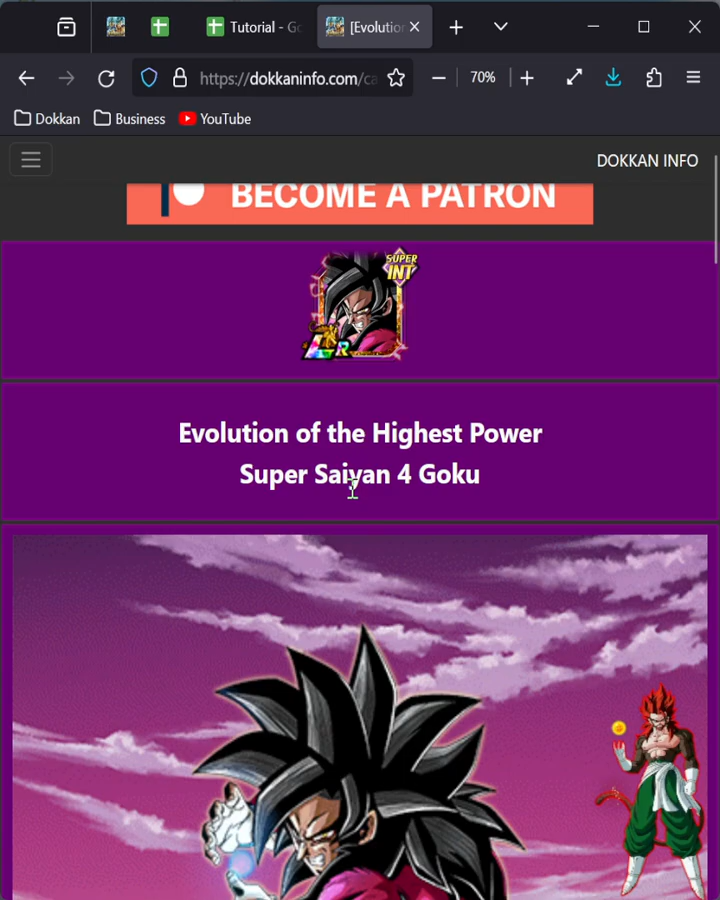 Tutorial - Go
[Evolutio
https://dokkaninfo.com/ca
70%
Dokkan
Business
YouTube
DOKKAN INFO
BECOME A PATRON
SUPER
INT
LR
Evolution of the Highest Power
Super Saiyan 4 Goku